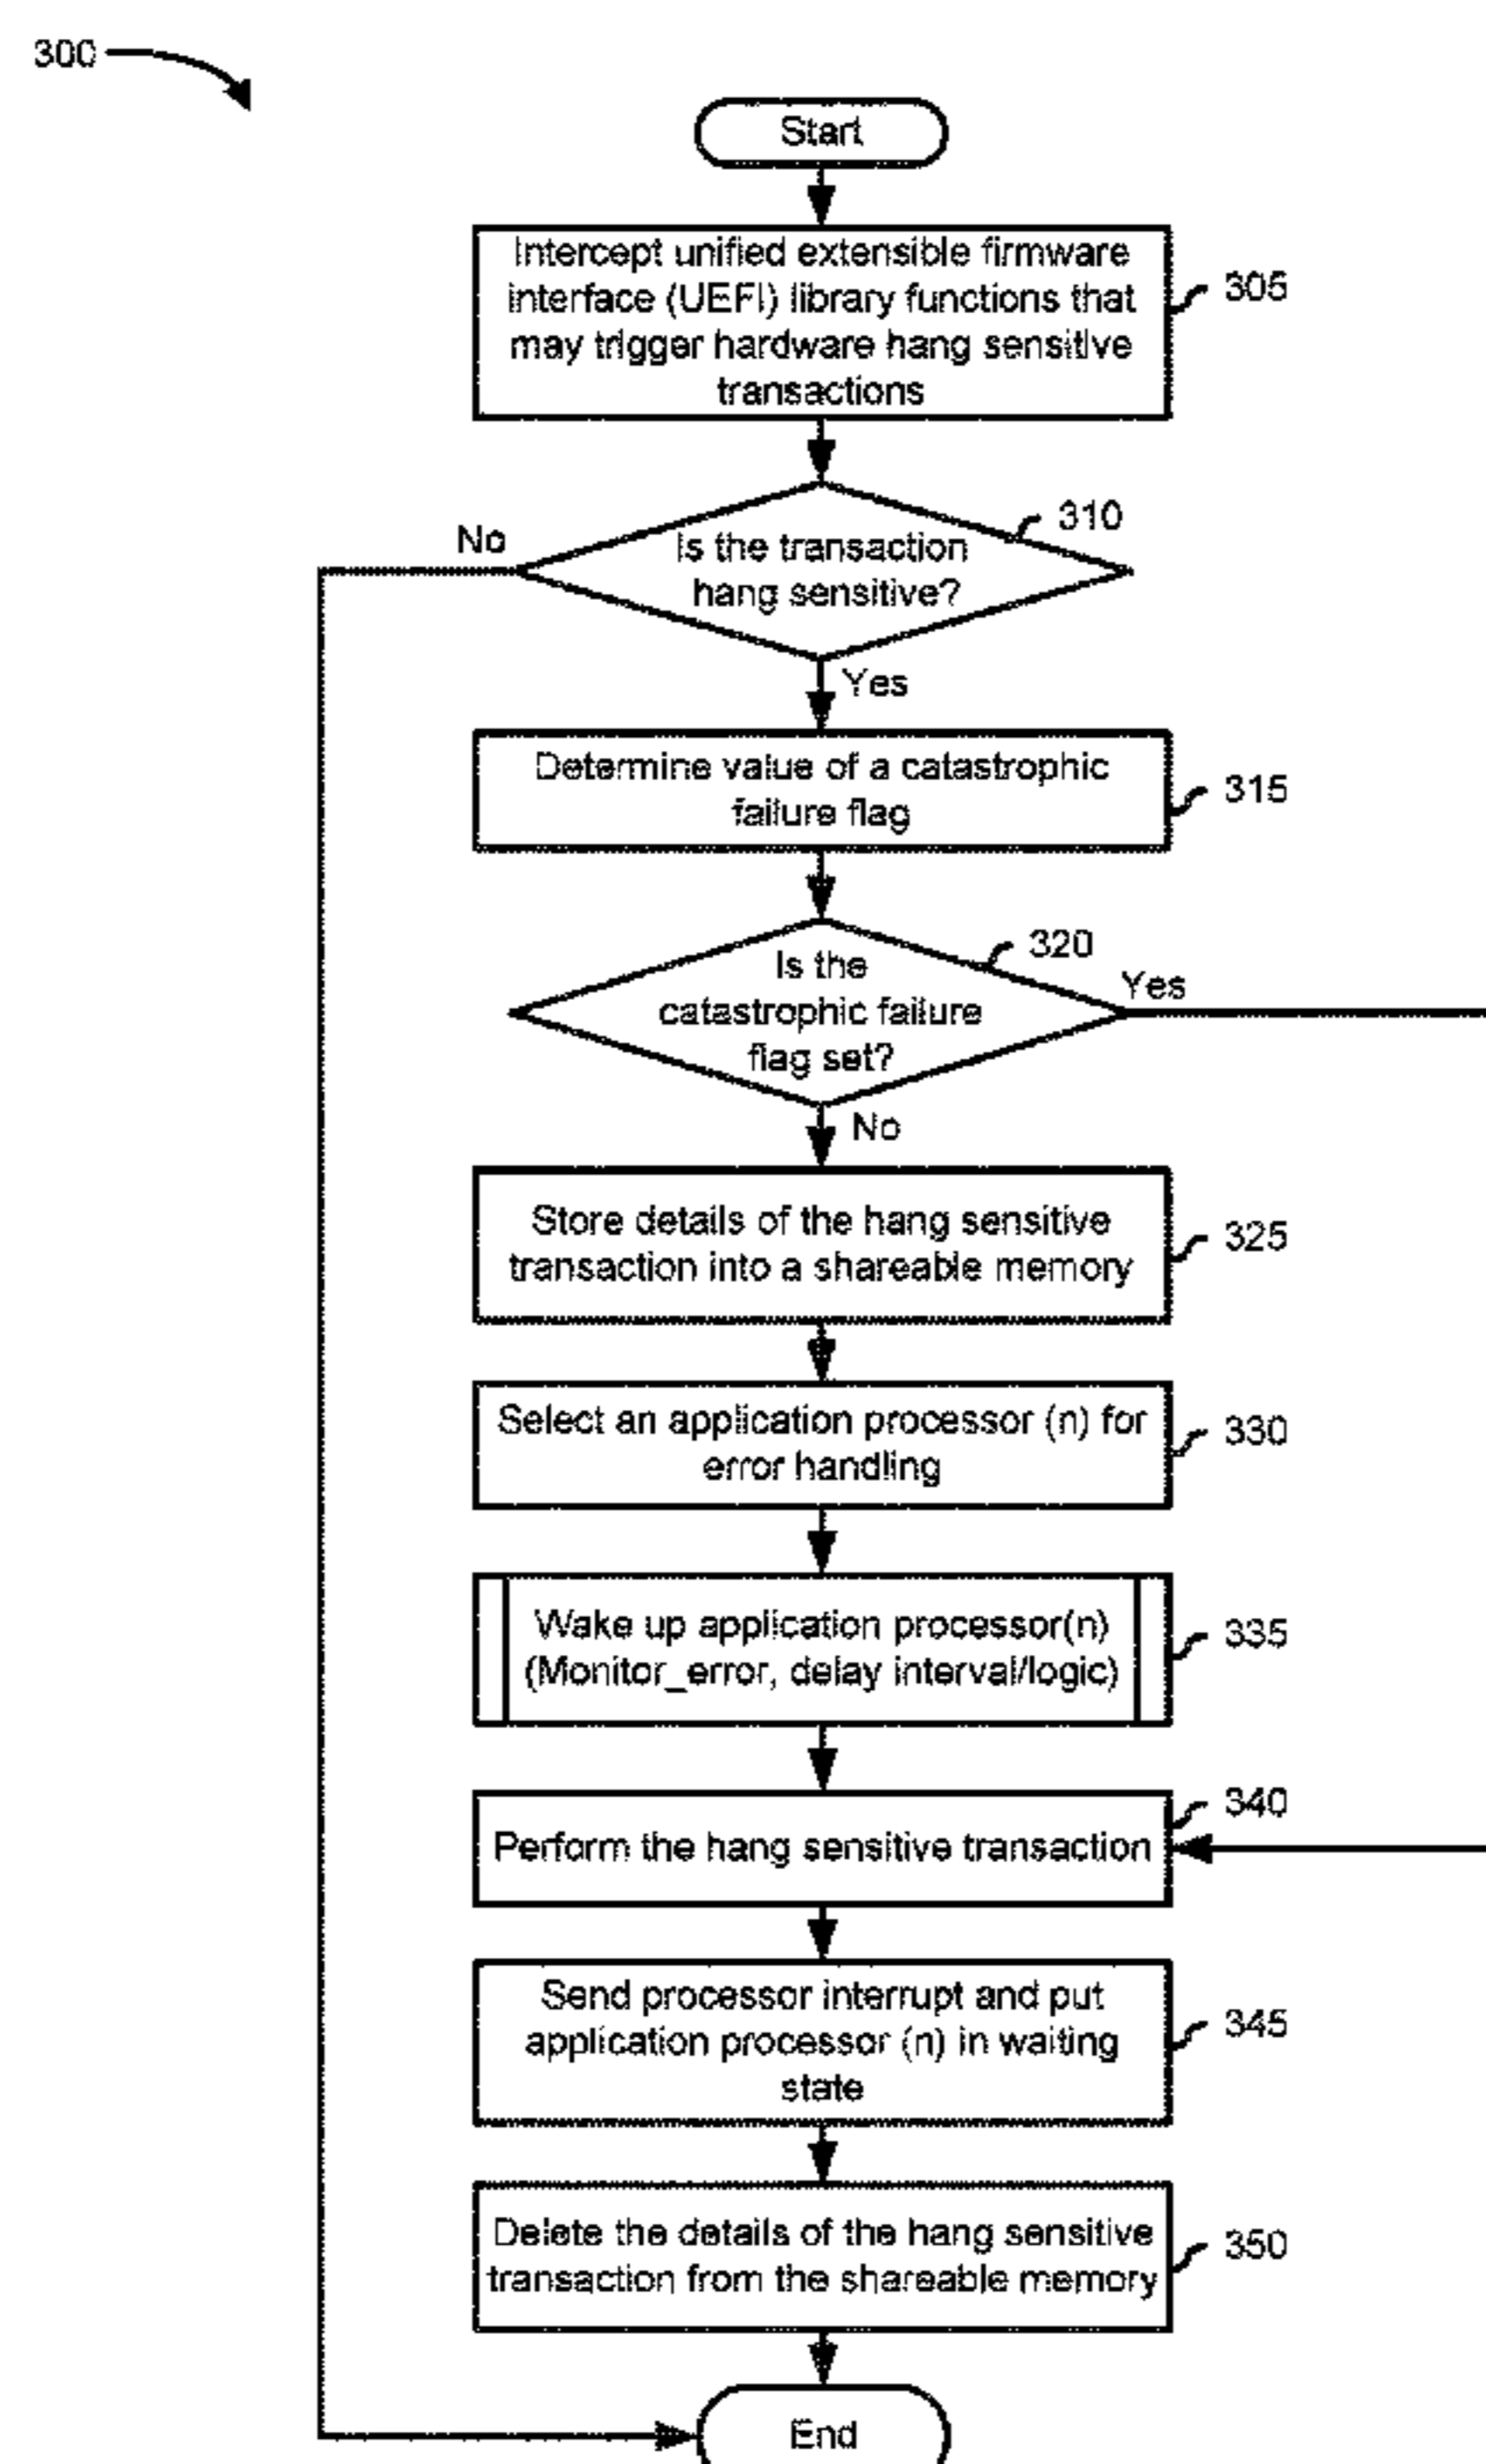 300
Start
Intercept unified extensible firmware
interface (UEFI) library functions that
may trigger hardware hang sensitive
transactions
305
310
No
Is the transaction
hang sensitive?
Yes
Determine value of a catastrophic
failure flag
315
320
Is the
catastrophic failure
flag set?
Yes
No
Store details of the hang sensitive
transaction into a shareable memory
325
Select an application processor (n) for
error handling
330
Wake up application processor(n)
(Monitor_error, delay interval/logic)
335
340
Perform the hang sensitive transaction
Send processor interrupt and put
application processor (n) in waiting
state
345
Delete the details of the hang sensitive
transaction from the shareable memory
350
End